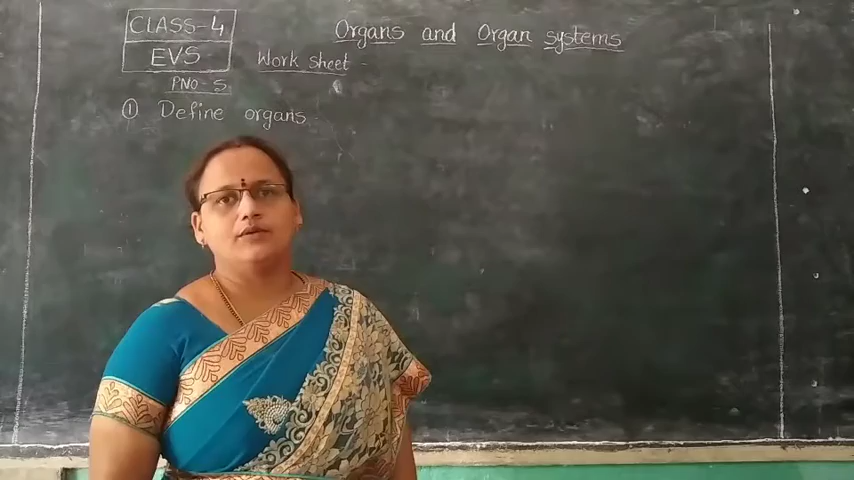 CLASS-4
Organs and Organ systems
EVS
Work sheet -
PNO-5
① Define organs